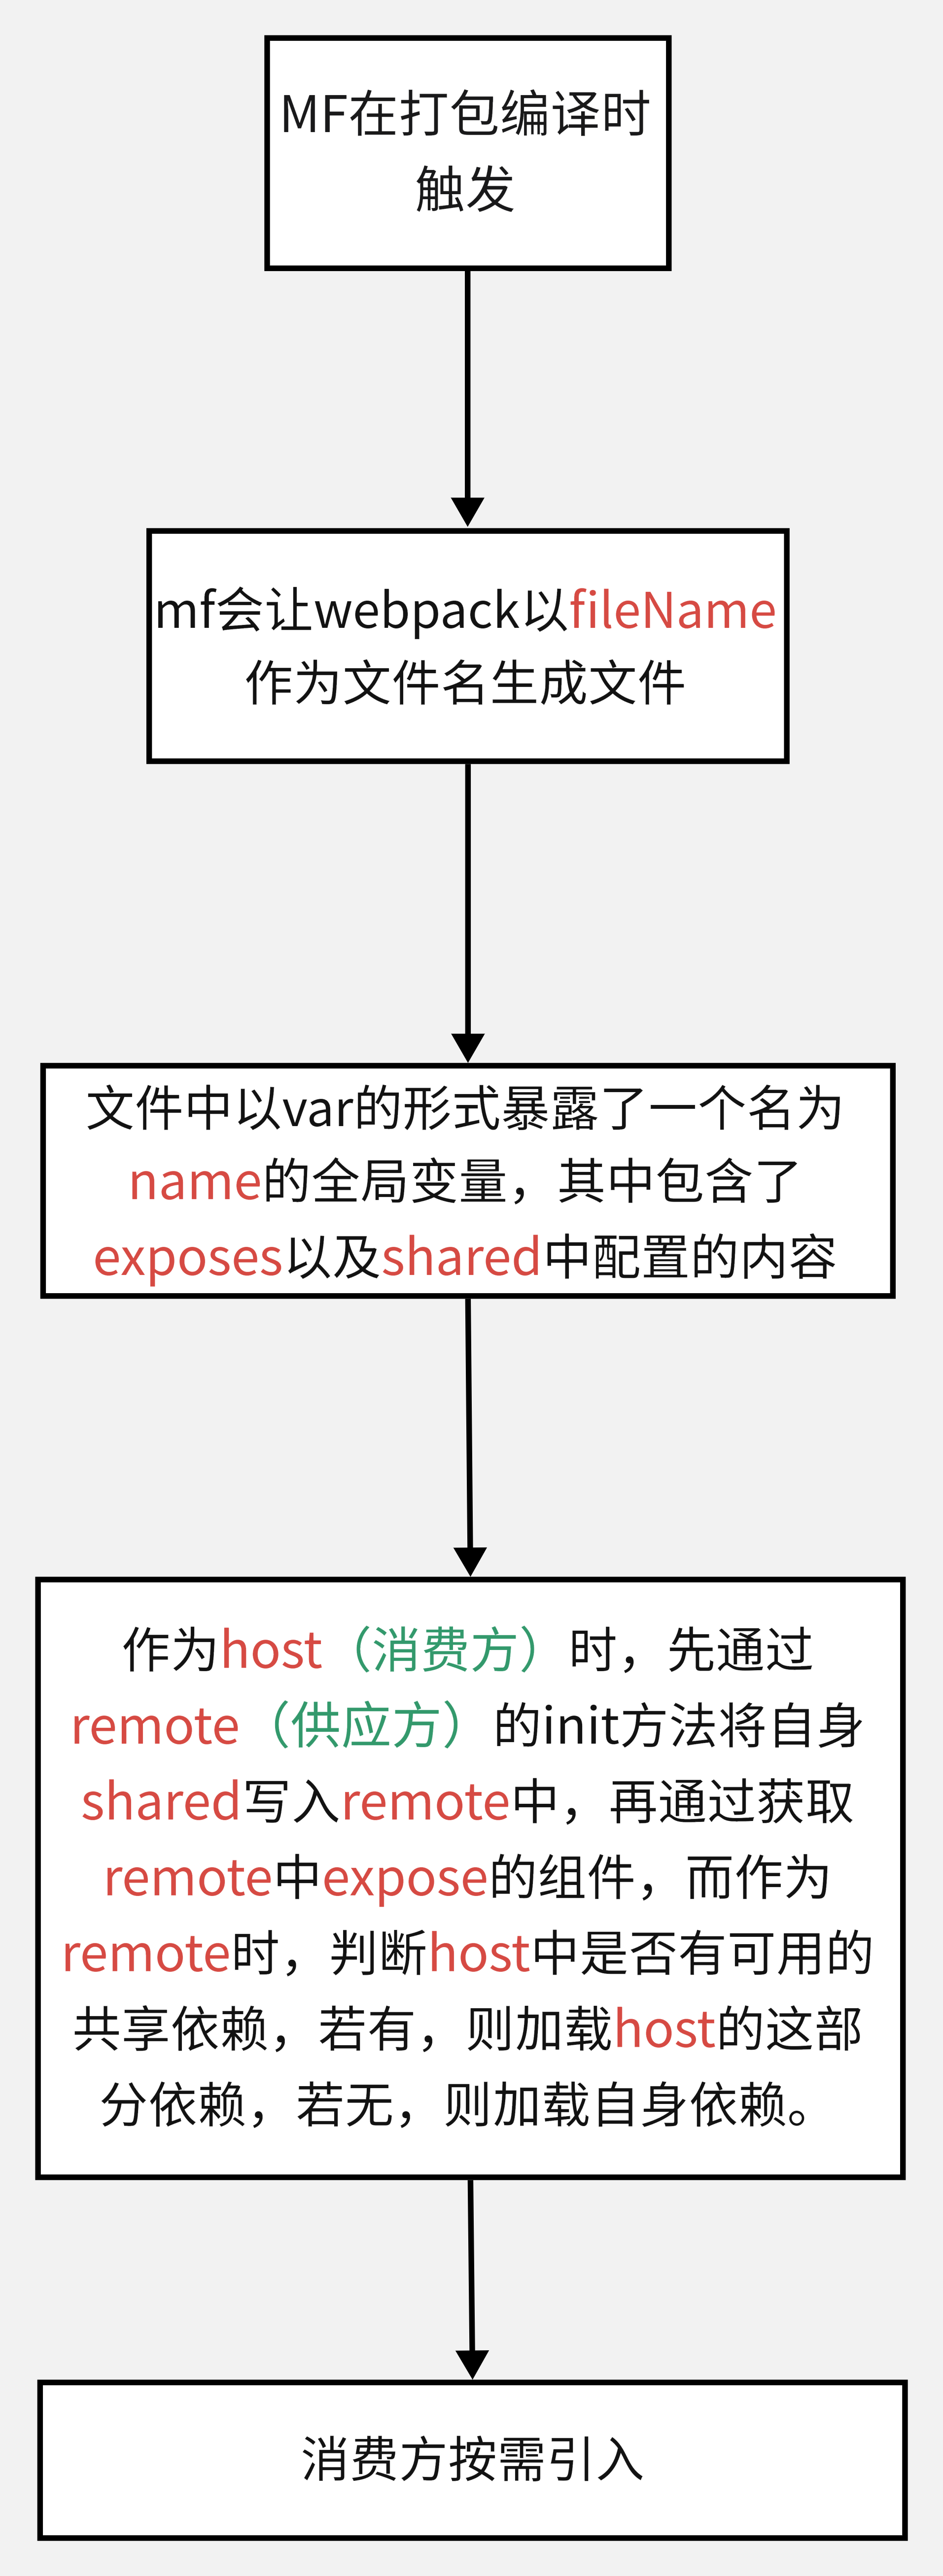 MF在打包编译时
触发
mf会让webpack以fileName
作为文件名生成文件
文件中以var的形式暴露了一个名为
name的全局变量，其中包含了
exposes以及shared中配置的内容
作为host（消费方）时，先通过
remote（供应方）的init方法将自身
shared写入remote中，再通过获取
remote中expose的组件，而作为
remote时，判断host中是否有可用的
共享依赖，若有，则加载host的这部
分依赖，若无，则加载自身依赖。
消费方按需引入